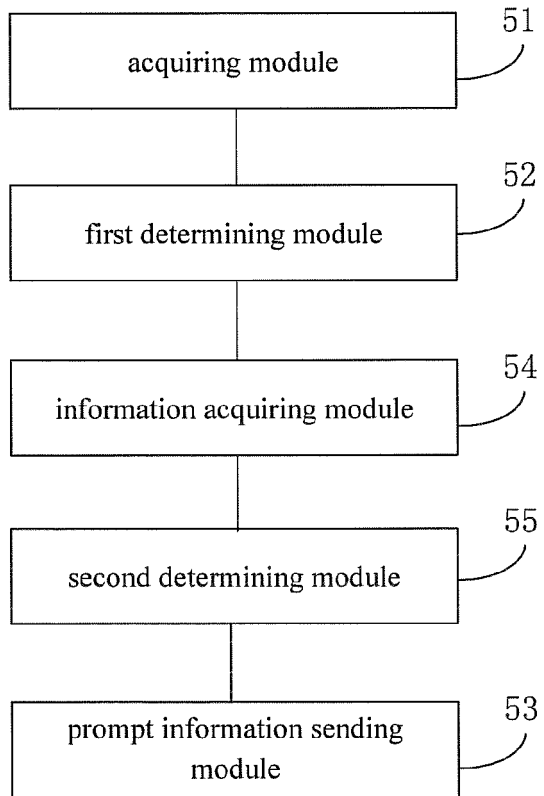 51
acquiring module
52
first determining module
54
information acquiring module
55
second determining module
53
prompt information sending
module